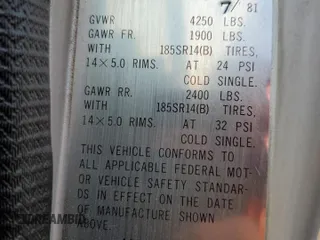 7/ 81
GVWR 4250 LBS.
GAWR FR. 1900 LBS.
WITH 185SR14(B) TIRES,
14×5.0 RIMS. AT 24 PSI
COLD SINGLE.
GAWR RR. 2400 LBS.
WITH 185SR14(B) TIRES,
14×5.0 RIMS. AT 32 PSI
COLD SINGLE.
THIS VEHICLE CONFORMS TO
ALL APPLICABLE FEDERAL MOT-
OR VEHICLE SAFETY STANDAR-
DS IN EFFECT ON THE DATE
OF MANUFACTURE SHOWN
ABOVE.